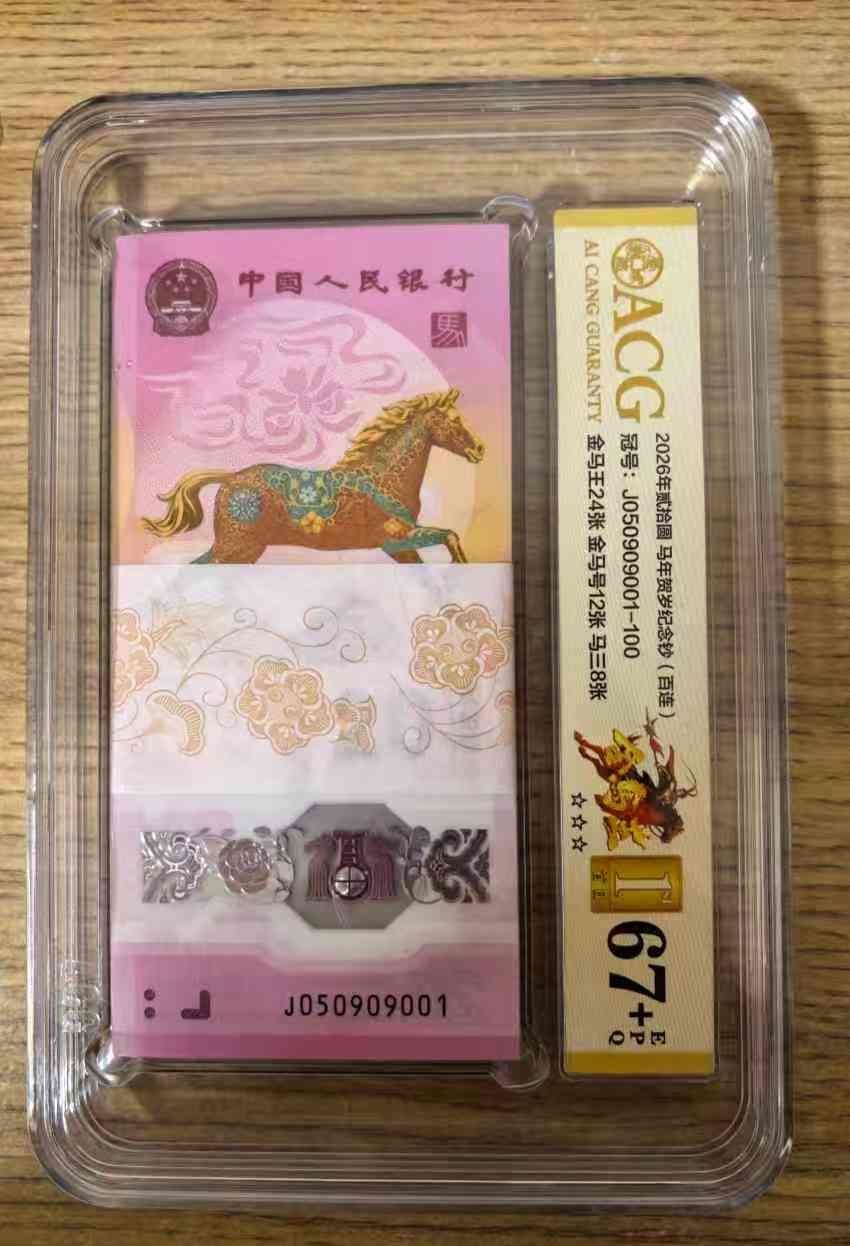 中国人民银行
馬
J050909001
ACG
AI CANG GUARANTY
2026年贰拾圆 马年贺岁纪念钞（百连）
冠号：J050909001-100
金马王24张 金马号12张 马三8张
☆☆☆
67+
EPQ